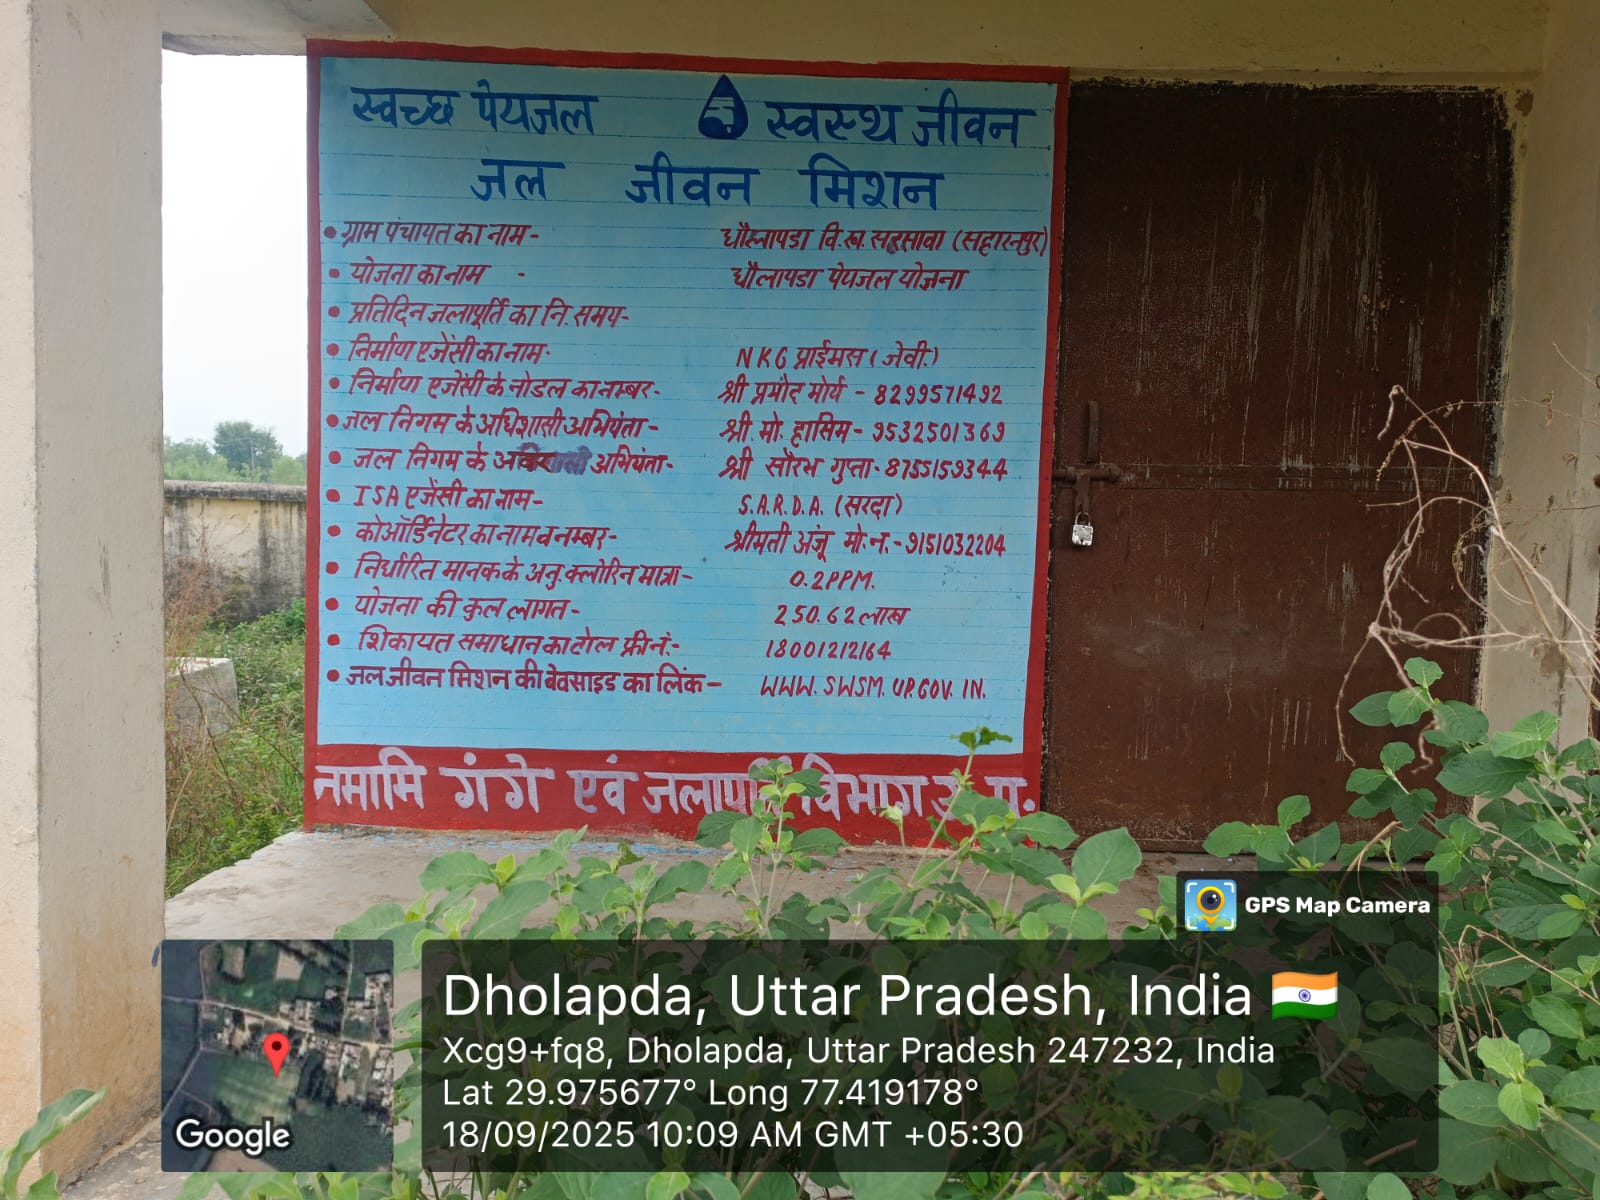 स्वच्छ पेयजल स्वस्थ जीवन
जल जीवन मिशन
• ग्राम पंचायत का नाम - धौलापडा वि.ख. सरसावा (सहारनपुर)
• योजना का नाम - धौलापडा पेयजल योजना
• प्रतिदिन जलापूर्ति का नि. समय-
• निर्माण एजेंसी का नाम- NKG प्राईमस (जेवी.)
• निर्माण एजेंसी के नोडल का नम्बर- श्री प्रमोद मोर्य - 8299571492
• जल निगम के अधिशासी अभियंता - श्री. मो. हासिम - 9532501369
• जल निगम के अभियंता- श्री सौरभ गुप्ता- 8755159344
• ISA एजेंसी का नाम- S.A.R.D.A. (सरदा)
• कोऑर्डिनेटर का नाम व नम्बर- श्रीमती अंजू मो.न.- 9151032204
• निर्धारित मानक के अनु. क्लोरिन मात्रा- 0.2PPM.
• योजना की कुल लागत- 250.62 लाख
• शिकायत समाधान का टोल फ्री नं.- 18001212164
• जल जीवन मिशन की बेवसाइड का लिंक- WWW. SWSM. UP.GOV. IN.
नमामि गंगे एवं जलापूर्ति विभाग उ. प्र.
GPS Map Camera
Dholapda, Uttar Pradesh, India
Xcg9+fq8, Dholapda, Uttar Pradesh 247232, India
Lat 29.975677° Long 77.419178°
18/09/2025 10:09 AM GMT +05:30
Google